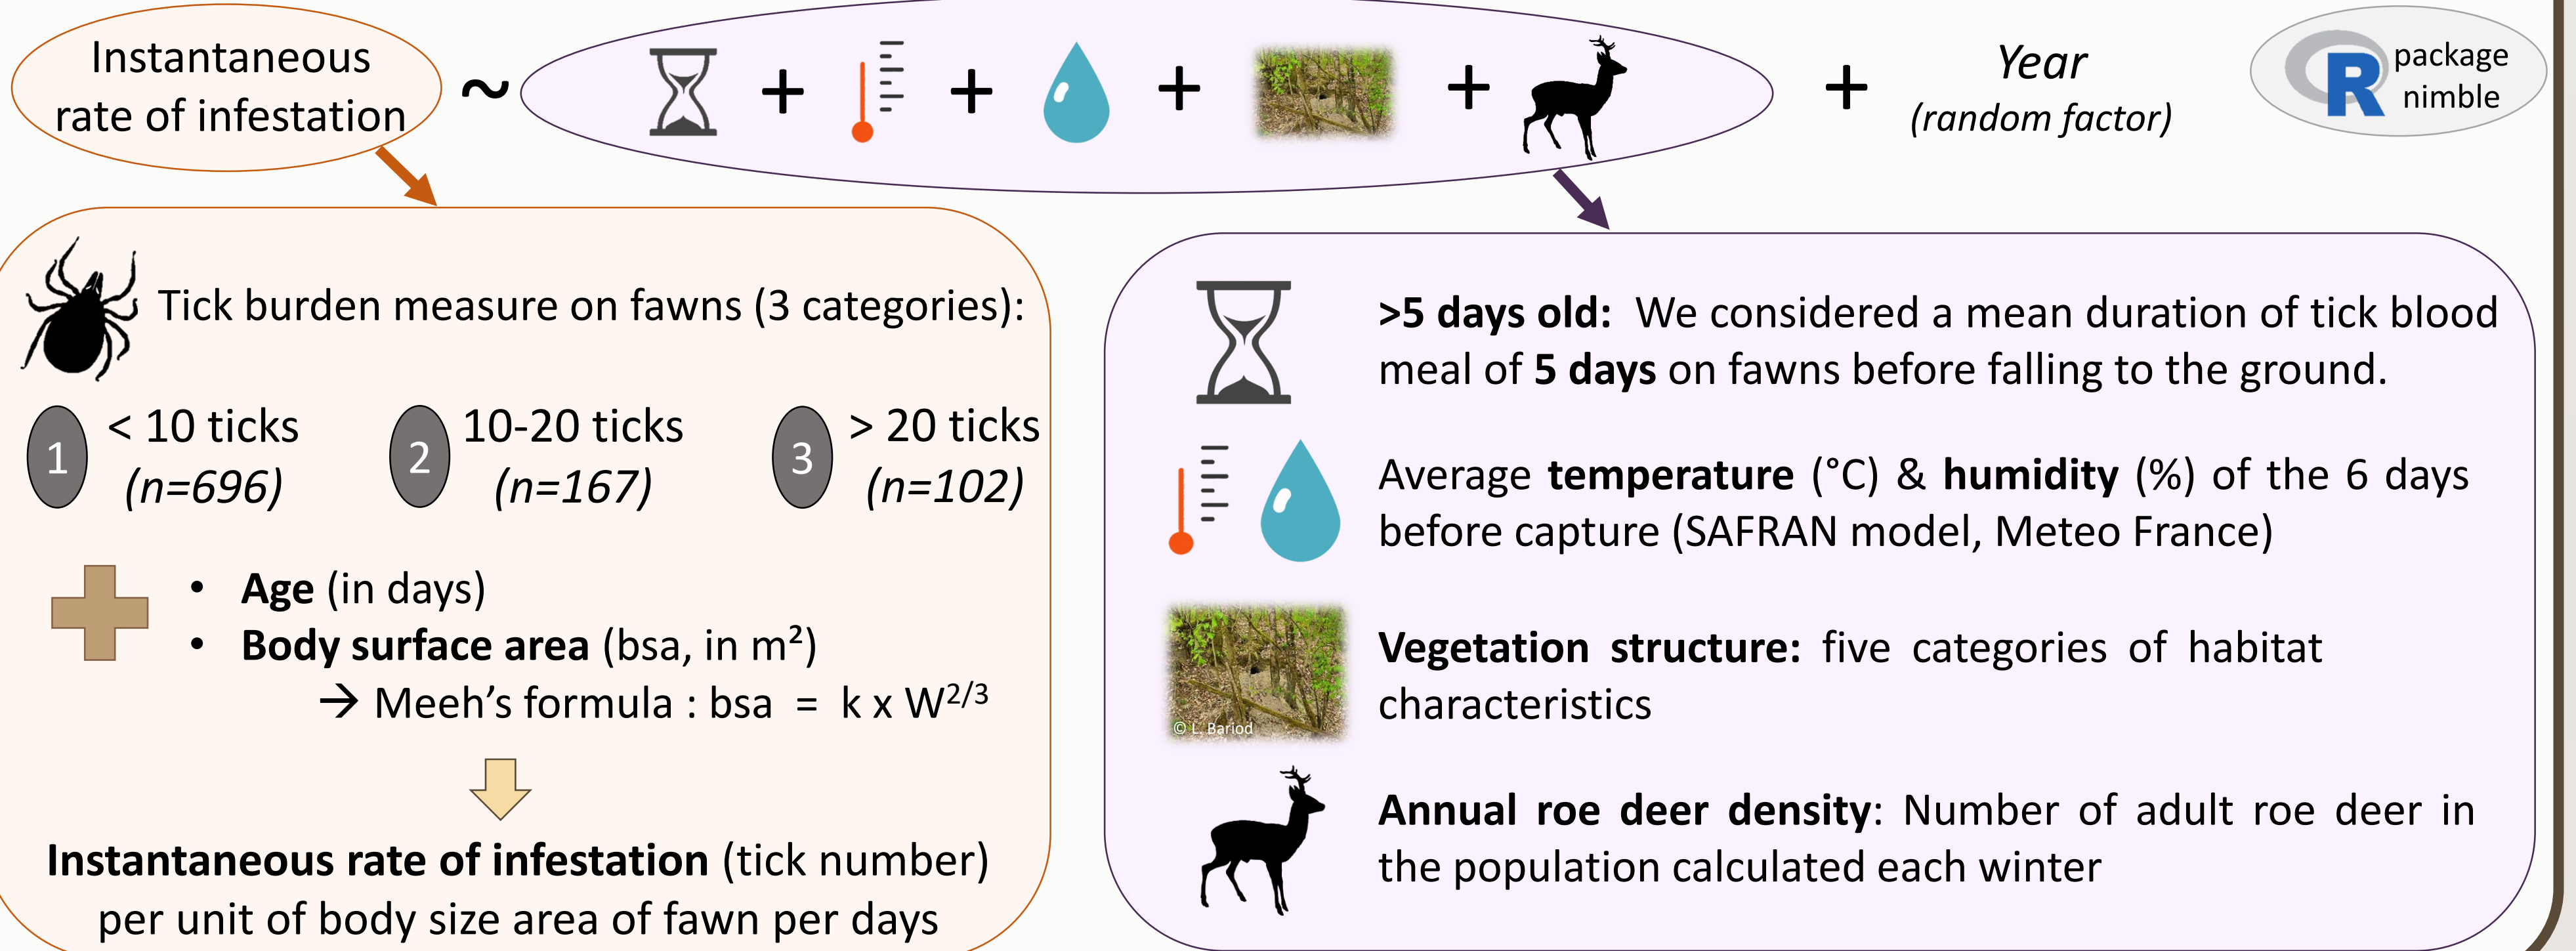 Instantaneous
rate of infestation
~
+
+
+
+
+
Year
(random factor)
R
package
nimble
Tick burden measure on fawns (3 categories):
1
< 10 ticks
(n=696)
2
10-20 ticks
(n=167)
3
> 20 ticks
(n=102)
• Age (in days)
• Body surface area (bsa, in m²)
→ Meeh’s formula : bsa = k x W²ᐟ³
Instantaneous rate of infestation (tick number)
per unit of body size area of fawn per days
>5 days old: We considered a mean duration of tick blood
meal of 5 days on fawns before falling to the ground.
Average temperature (°C) & humidity (%) of the 6 days
before capture (SAFRAN model, Meteo France)
© L. Bariod
Vegetation structure: five categories of habitat
characteristics
Annual roe deer density: Number of adult roe deer in
the population calculated each winter